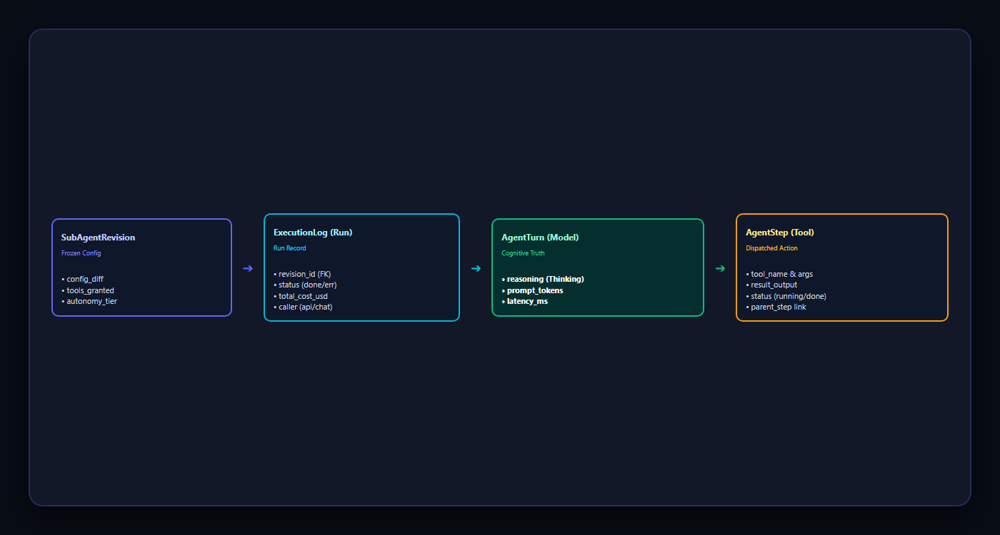 SubAgentRevision
Frozen Config
• config_diff
• tools_granted
• autonomy_tier
➔
ExecutionLog (Run)
Run Record
• revision_id (FK)
• status (done/err)
• total_cost_usd
• caller (api/chat)
➔
AgentTurn (Model)
Cognitive Truth
• reasoning (Thinking)
• prompt_tokens
• latency_ms
➔
AgentStep (Tool)
Dispatched Action
• tool_name & args
• result_output
• status (running/done)
• parent_step link